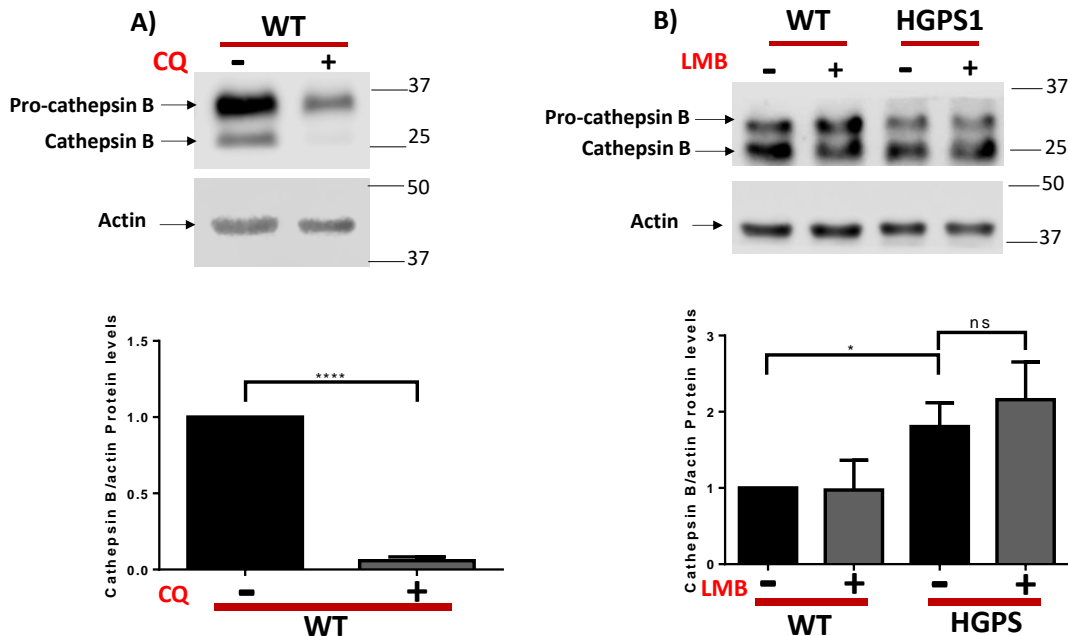 A)
WT
CQ - +
37
Pro-cathepsin B
Cathepsin B
25
50
Actin
37
Cathepsin B/actin Protein levels
1.5
1.0
0.5
0.0
****
CQ - +
WT
B)
WT HGPS1
LMB - + - +
37
Pro-cathepsin B
Cathepsin B
25
50
Actin
37
Cathepsin B/actin Protein levels
3
2
1
0
*
ns
LMB - + - +
WT HGPS